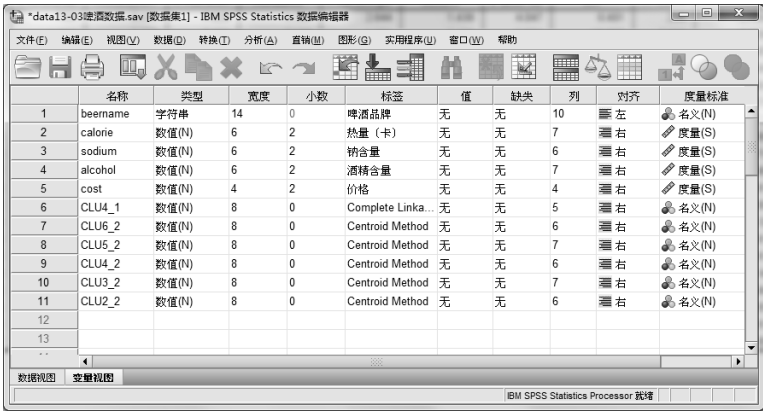 *data13-03啤酒数据.sav [数据集1] - IBM SPSS Statistics 数据编辑器
文件(F) 编辑(E) 视图(V) 数据(D) 转换(T) 分析(A) 直销(M) 图形(G) 实用程序(U) 窗口(W) 帮助
名称 类型 宽度 小数 标签 值 缺失 列 对齐 度量标准
1 beername 字符串 14 0 啤酒品牌 无 无 10 左 名义(N)
2 calorie 数值(N) 6 2 热量（卡） 无 无 7 右 度量(S)
3 sodium 数值(N) 6 2 钠含量 无 无 7 右 度量(S)
4 alcohol 数值(N) 6 2 酒精含量 无 无 7 右 度量(S)
5 cost 数值(N) 4 2 价格 无 无 4 右 度量(S)
6 CLU4_1 数值(N) 8 0 Complete Linka... 无 无 5 右 名义(N)
7 CLU6_2 数值(N) 8 0 Centroid Method 无 无 6 右 名义(N)
8 CLU5_2 数值(N) 8 0 Centroid Method 无 无 7 右 名义(N)
9 CLU4_2 数值(N) 8 0 Centroid Method 无 无 6 右 名义(N)
10 CLU3_2 数值(N) 8 0 Centroid Method 无 无 7 右 名义(N)
11 CLU2_2 数值(N) 8 0 Centroid Method 无 无 6 右 名义(N)
12
13
数据视图 变量视图
IBM SPSS Statistics Processor 就绪